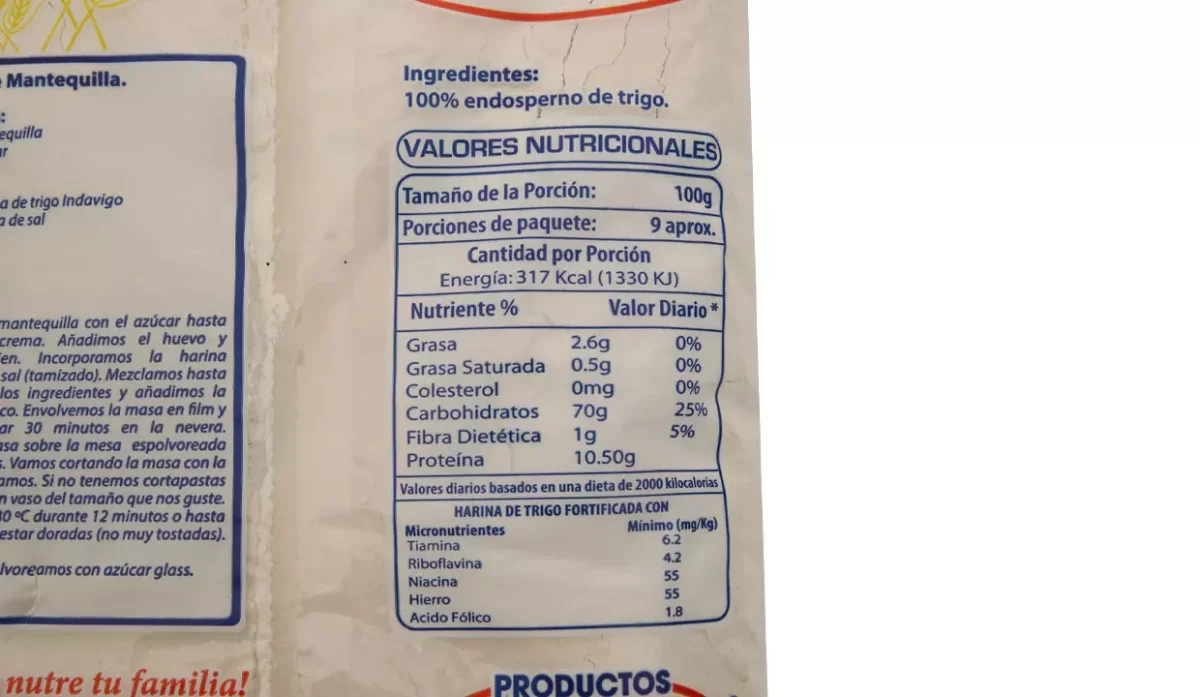 Mantequilla.
:
equilla
ar
a de trigo Indavigo
a de sal
mantequilla con el azúcar hasta
crema. Añadimos el huevo y
en. Incorporamos la harina
sal (tamizado). Mezclamos hasta
los ingredientes y añadimos la
co. Envolvemos la masa en film y
ar 30 minutos en la nevera.
asa sobre la mesa espolvoreada
s. Vamos cortando la masa con la
amos. Si no tenemos cortapastas
n vaso del tamaño que nos guste.
80 ºC durante 12 minutos o hasta
estar doradas (no muy tostadas).
lvoreamos con azúcar glass.
nutre tu familia!
Ingredientes:
100% endosperno de trigo.
VALORES NUTRICIONALES
Tamaño de la Porción: 100g
Porciones de paquete: 9 aprox.
Cantidad por Porción
Energía: 317 Kcal (1330 KJ)
Nutriente % Valor Diario *
Grasa 2.6g 0%
Grasa Saturada 0.5g 0%
Colesterol 0mg 0%
Carbohidratos 70g 25%
Fibra Dietética 1g 5%
Proteína 10.50g
Valores diarios basados en una dieta de 2000 kilocalorias
HARINA DE TRIGO FORTIFICADA CON
Micronutrientes Mínimo (mg/Kg)
Tiamina 6.2
Riboflavina 4.2
Niacina 55
Hierro 55
Acido Fólico 1.8
PRODUCTOS